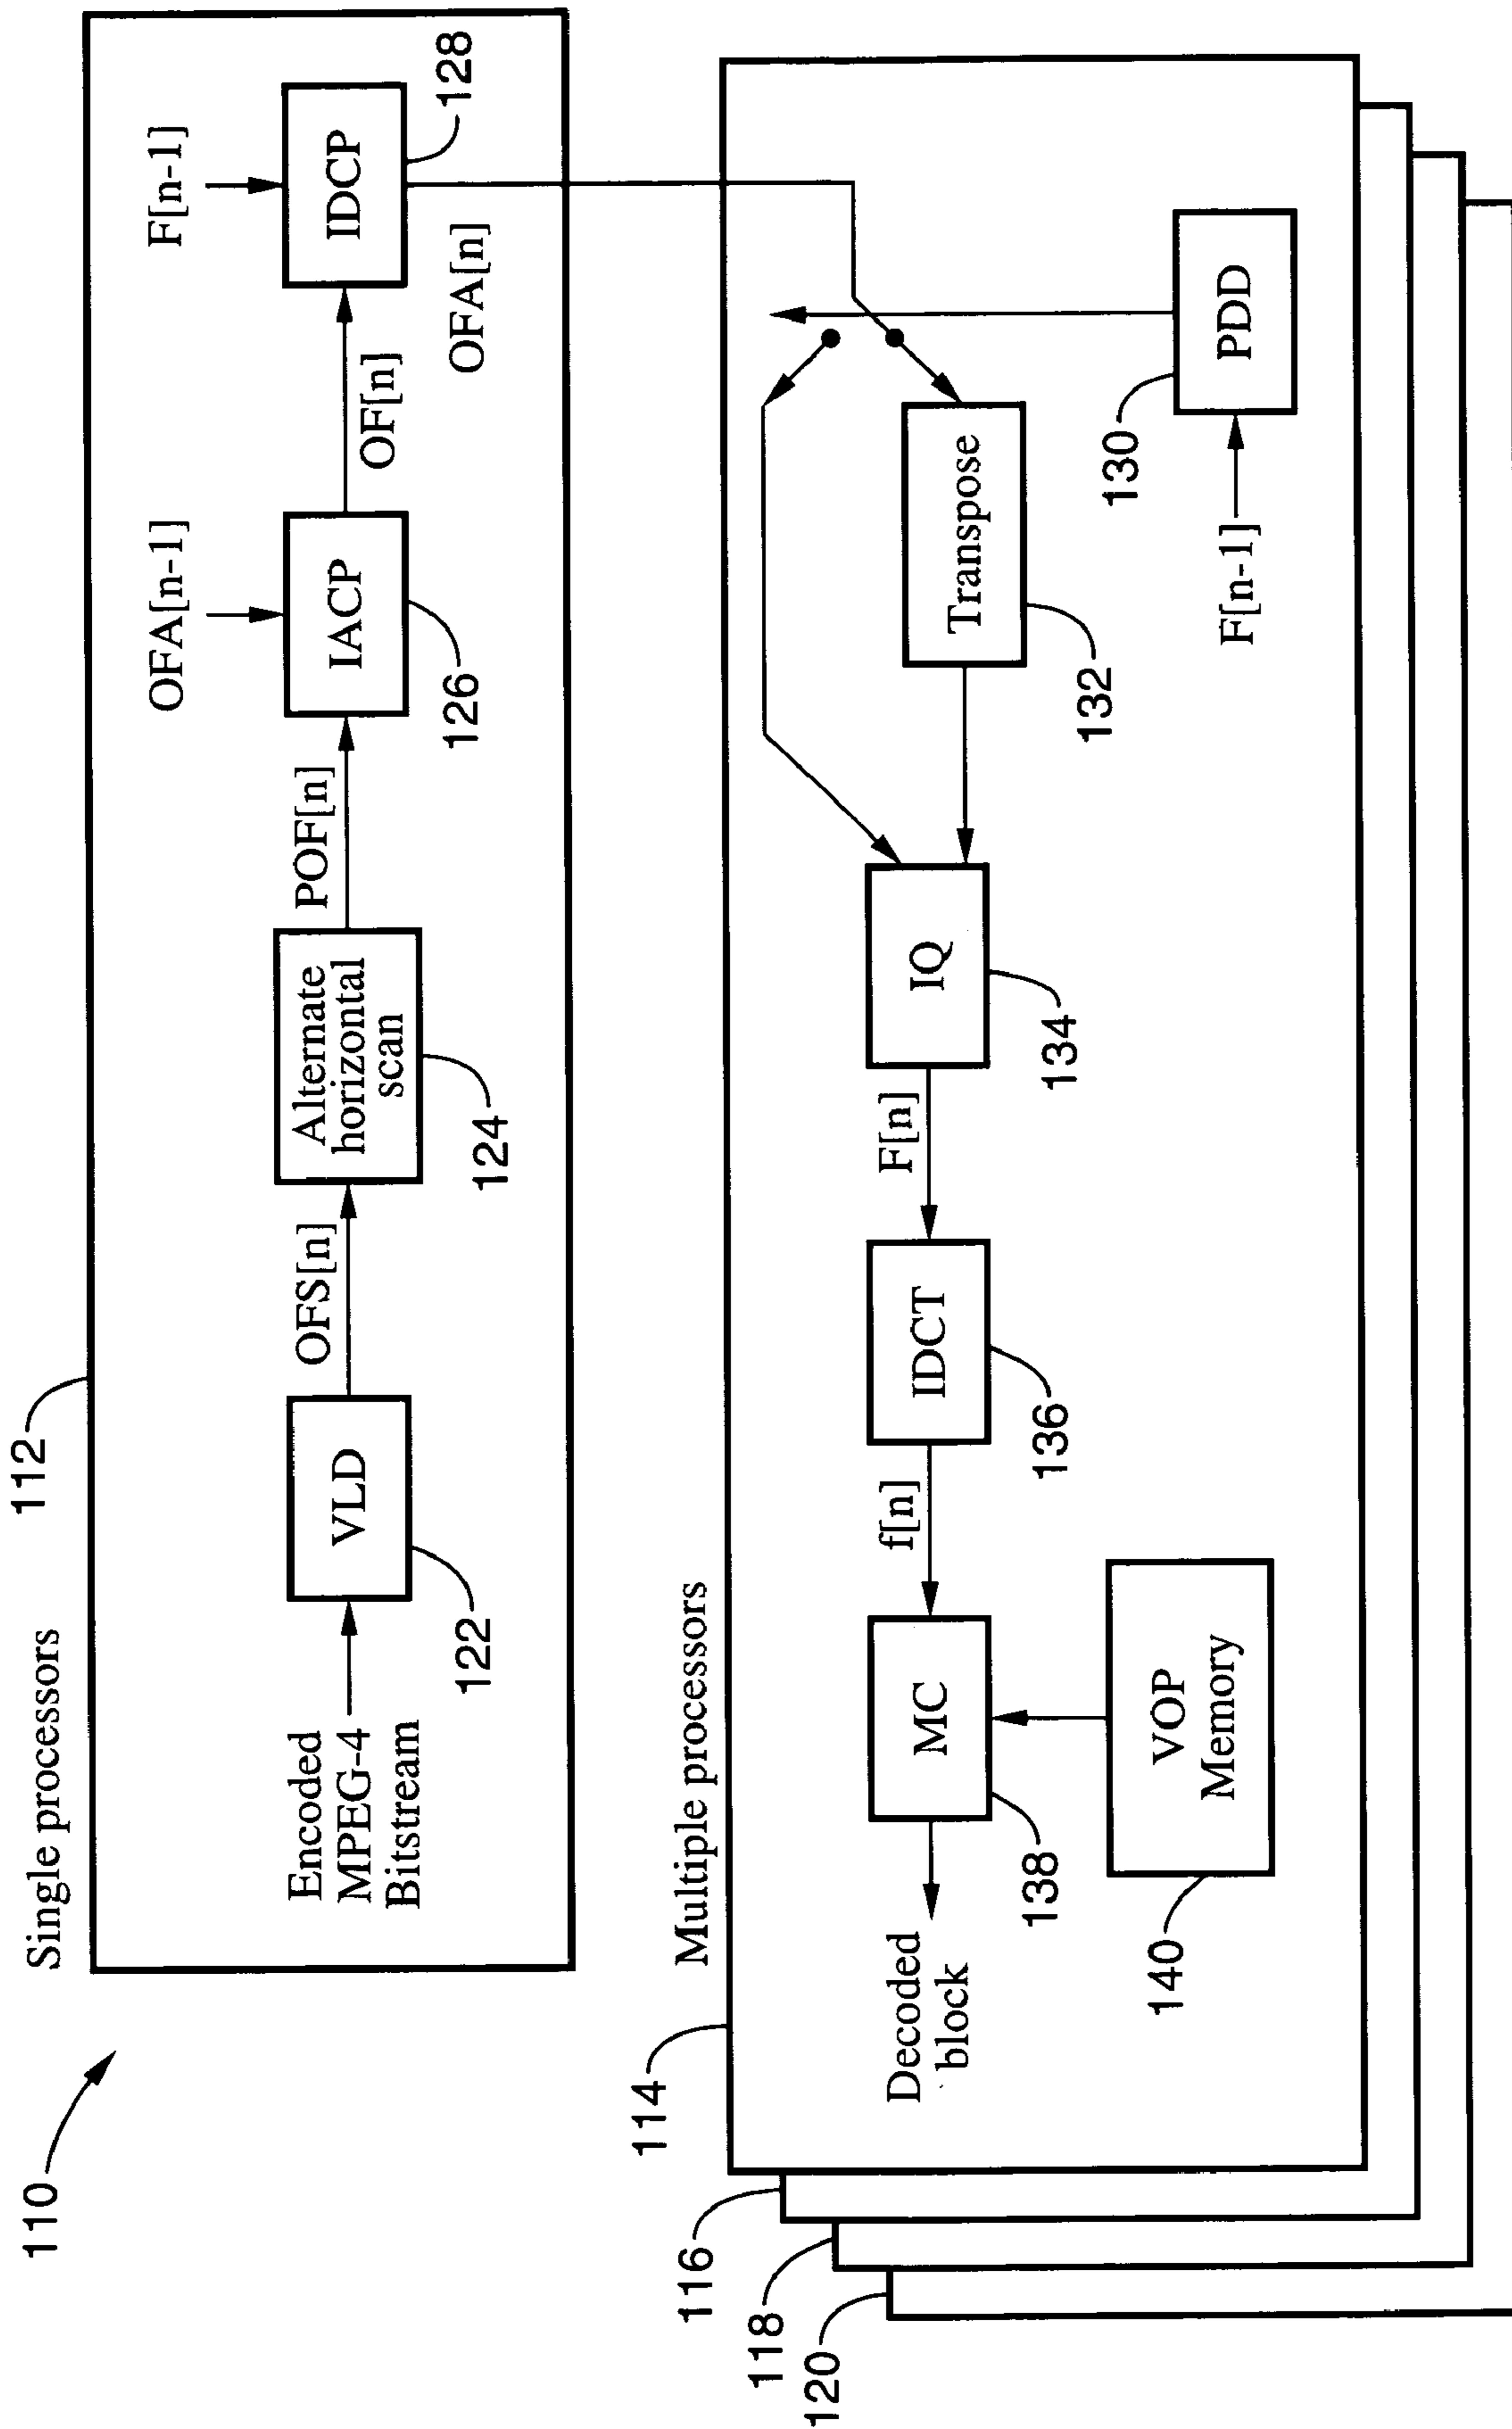 110
Single processors
112
Encoded
MPEG-4
Bitstream
VLD
122
OFS[n]
Alternate
horizontal
scan
124
POF[n]
OFA[n-1]
IACP
126
OF[n]
F[n-1]
IDCP
128
OFA[n]
Multiple processors
114
116
118
120
Decoded
block
MC
138
VOP
Memory
140
f[n]
IDCT
136
F[n]
IQ
134
Transpose
132
F[n-1]
130
PDD